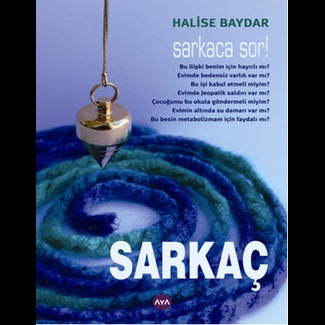 HALİSE BAYDAR
sarkaca sor!
Bu ilişki benim için hayırlı mı?
Evimde bedensiz varlık var mı?
Bu işi kabul etmeli miyim?
Evimde Jeopatik saldırı var mı?
Çocuğumu bu okula göndermeli miyim?
Evimin altında su damarı var mı?
Bu besin metabolizmam için faydalı mı?
SARKAÇ
AYA